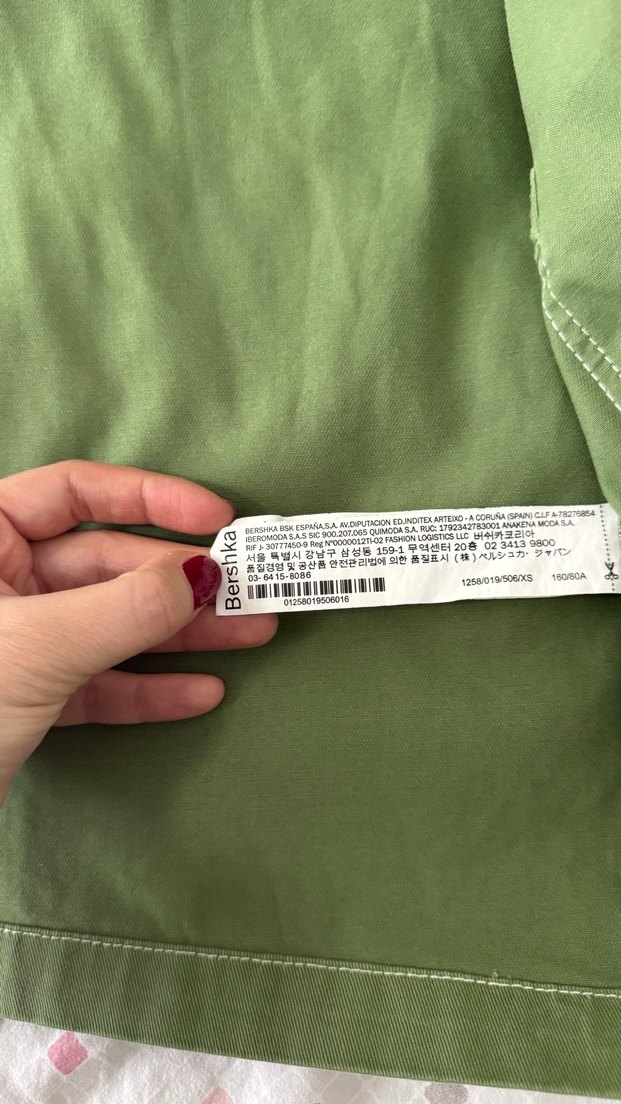 Bershka
BERSHKA BSK ESPAÑA,S.A. AV.DIPUTACION ED.INDITEX ARTEIXO - A CORUÑA (SPAIN) C.I.F A-78276854
IBEROMODA S.A.S SIC 900.207.065 QUIMODA S.A. RUC: 1792342783001 ANAKENA MODA S.A.
RIF J- 30777450-9 Reg Nº0000012TI-02 FASHION LOGISTICS LLC 버쉬카코리아
서울 특별시 강남구 삼성동 159-1 무역센터 20층 02 3413 9800
품질경영 및 공산품 안전관리법에 의한 품질표시 (株) ベルシュカ・ジャパン
03- 6415-8086
1258/019/506/XS 160/80A
01258019506016